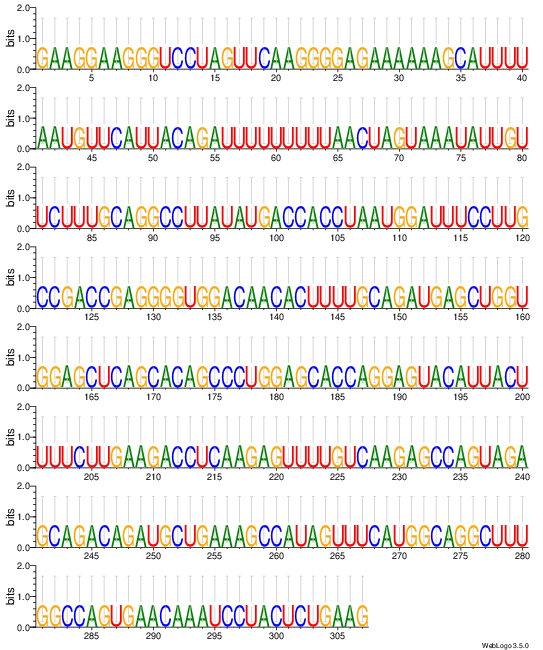 2.0
bits
1.0
0.0
GAAGGAAGGGUCCUAGUUCAAGGGGAGAAAAAAGCAUUUU
5 10 15 20 25 30 35 40
2.0
bits
1.0
0.0
AAUGUUCAUUACAGAUUUUUUUUUAACUAGUAAAUAUUGU
45 50 55 60 65 70 75 80
2.0
bits
1.0
0.0
UCUUUGCAGGCCUUAUAUGACCACCUAAUGGAUUUCCUUG
85 90 95 100 105 110 115 120
2.0
bits
1.0
0.0
CCGACCGAGGGGUGGACAACACUUUUGCAGAUGAGCUGGU
125 130 135 140 145 150 155 160
2.0
bits
1.0
0.0
GGAGCUCAGCACAGCCCUGGAGCACCAGGAGUACAUUACU
165 170 175 180 185 190 195 200
2.0
bits
1.0
0.0
UUUCUUGAAGACCUCAAGAGUUUUGUCAAGAGCCAGUAGA
205 210 215 220 225 230 235 240
2.0
bits
1.0
0.0
GCAGACAGAUGCUGAAAGCCAUAGUUUCAUGGCAGGCUUU
245 250 255 260 265 270 275 280
2.0
bits
1.0
0.0
GGCCAGUGAACAAAUCCUACUCUGAAG
285 290 295 300 305
WebLogo 3.5.0